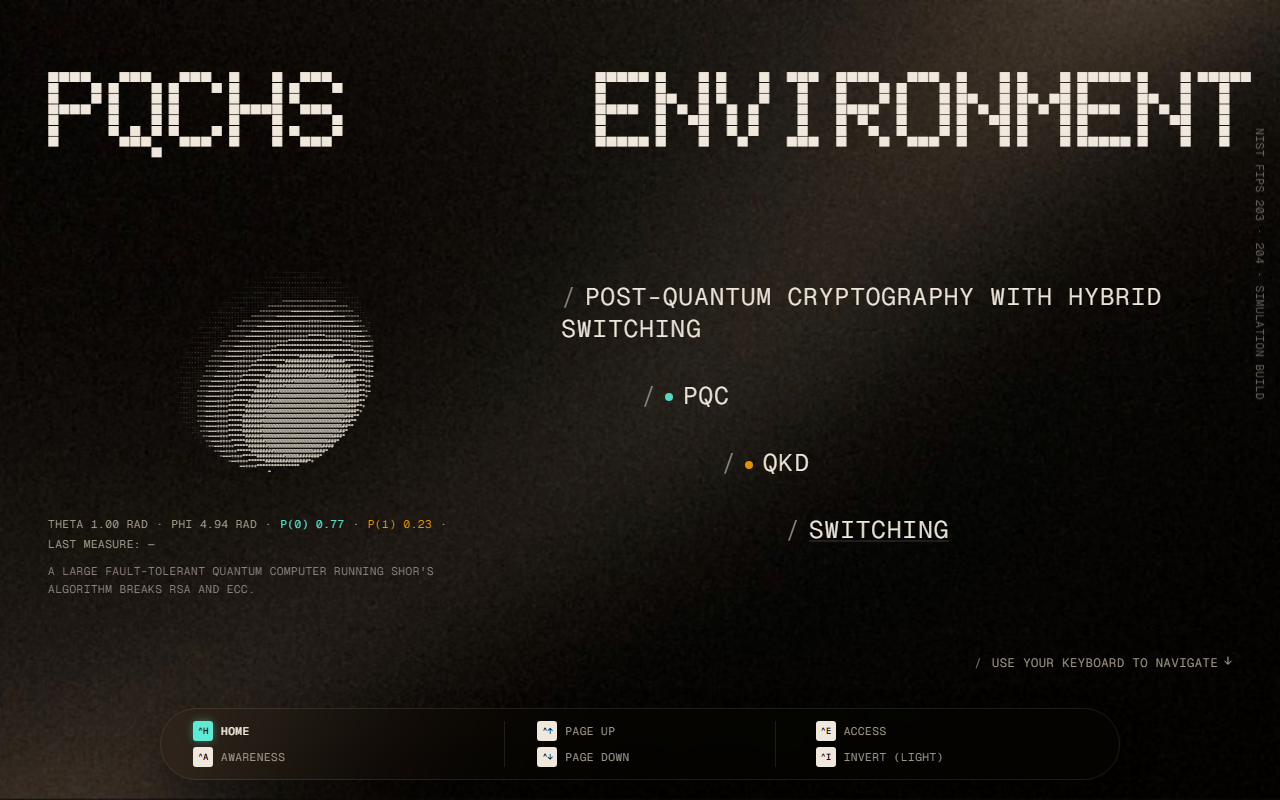 PQCHS ENVIRONMENT
NIST FIPS 203 · 204 · SIMULATION BUILD
/ POST-QUANTUM CRYPTOGRAPHY WITH HYBRID
SWITCHING
/ • PQC
/ • QKD
/ SWITCHING
THETA 1.00 RAD · PHI 4.94 RAD · P(0) 0.77 · P(1) 0.23 ·
LAST MEASURE: —
A LARGE FAULT-TOLERANT QUANTUM COMPUTER RUNNING SHOR'S
ALGORITHM BREAKS RSA AND ECC.
/ USE YOUR KEYBOARD TO NAVIGATE ↓
^H HOME
^A AWARENESS
^↑ PAGE UP
^↓ PAGE DOWN
^E ACCESS
^I INVERT (LIGHT)